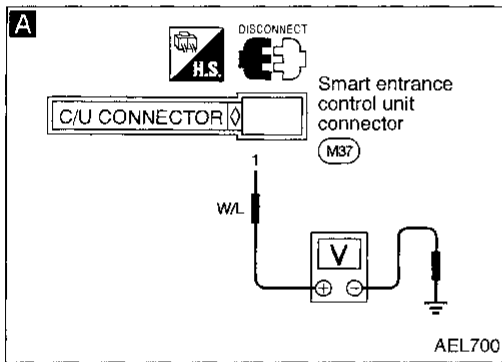 A
DISCONNECT
H.S.
C/U CONNECTOR
Smart entrance
control unit
connector
M37
1
W/L
V
+ −
AEL700